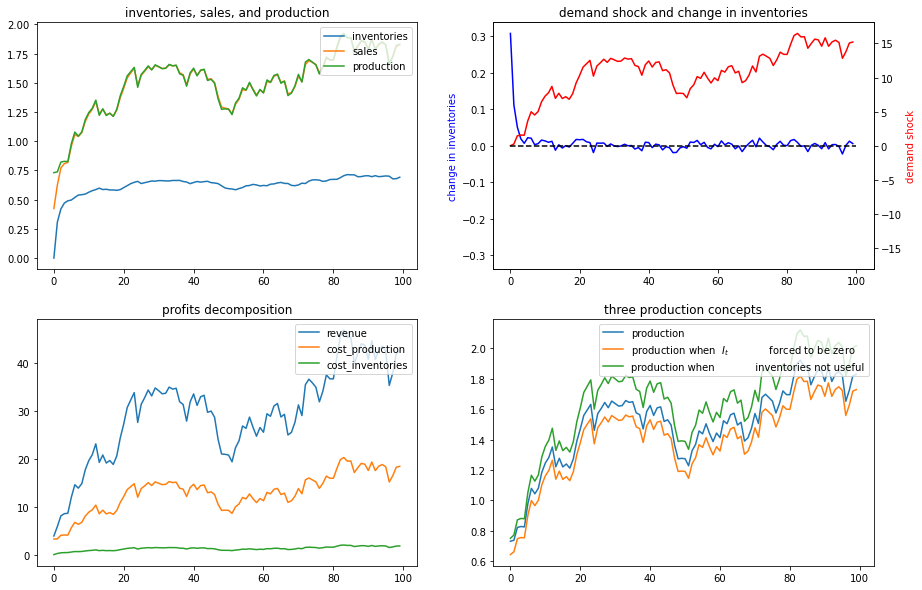 inventories, sales, and production
2.00
1.75
1.50
1.25
1.00
0.75
0.50
0.25
0.00
0 20 40 60 80 100
inventories
sales
production
demand shock and change in inventories
change in inventories
0.3
0.2
0.1
0.0
−0.1
−0.2
−0.3
0 20 40 60 80 100
15
10
5
0
−5
−10
−15
demand shock
profits decomposition
40
30
20
10
0
0 20 40 60 80 100
revenue
cost_production
cost_inventories
three production concepts
2.0
1.8
1.6
1.4
1.2
1.0
0.8
0.6
0 20 40 60 80 100
production
production when I_t forced to be zero
production when inventories not useful